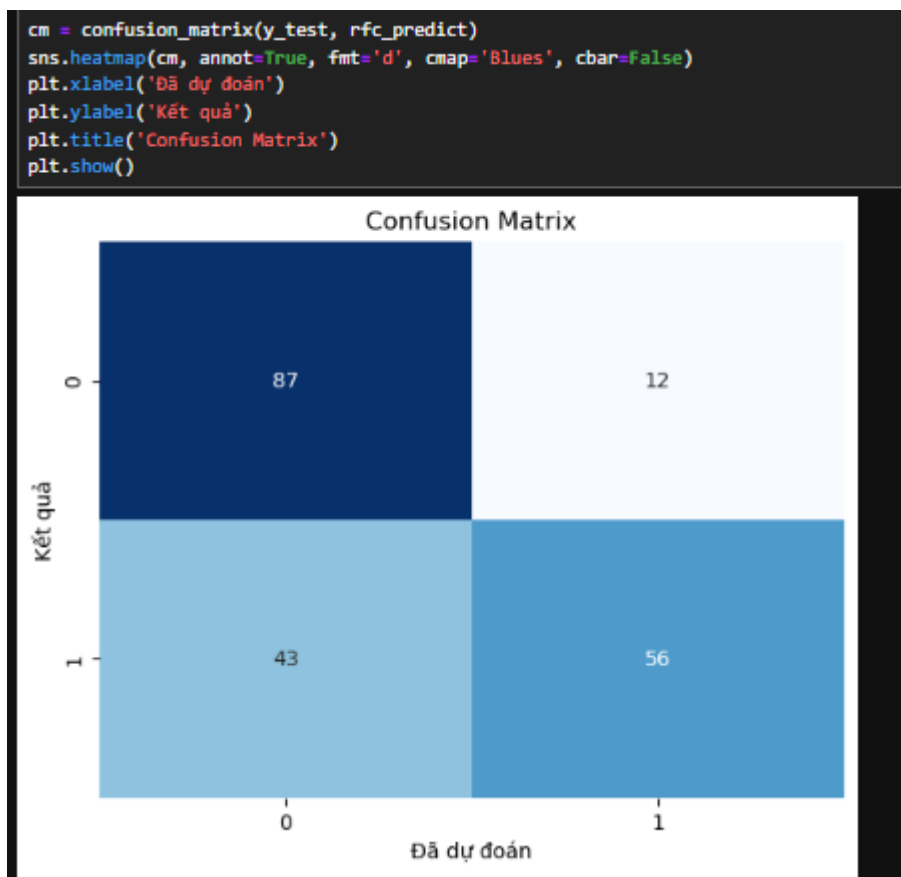 cm = confusion_matrix(y_test, rfc_predict)
sns.heatmap(cm, annot=True, fmt='d', cmap='Blues', cbar=False)
plt.xlabel('Đã dự đoán')
plt.ylabel('Kết quả')
plt.title('Confusion Matrix')
plt.show()
Confusion Matrix
0
87
12
Kết quả
1
43
56
0
1
Đã dự đoán